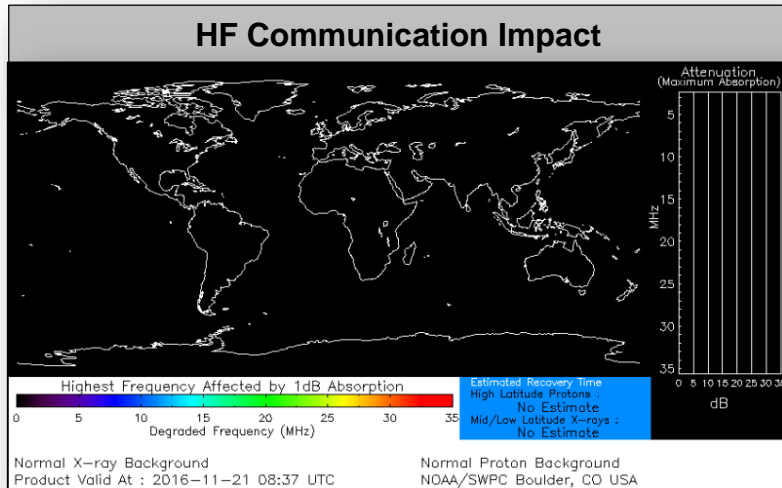 HF Communication Impact
Attenuation
(Maximum Absorption)
5
10
15
MHz
20
25
30
35
0 5 10 15 20 25 30 35
dB
Highest Frequency Affected by 1dB Absorption
0 5 10 15 20 25 30 35
Degraded Frequency (MHz)
Estimated Recovery Time
High Latitude Protons :
No Estimate
Mid/Low Latitude X-rays :
No Estimate
Normal X-ray Background
Product Valid At : 2016-11-21 08:37 UTC
Normal Proton Background
NOAA/SWPC Boulder, CO USA